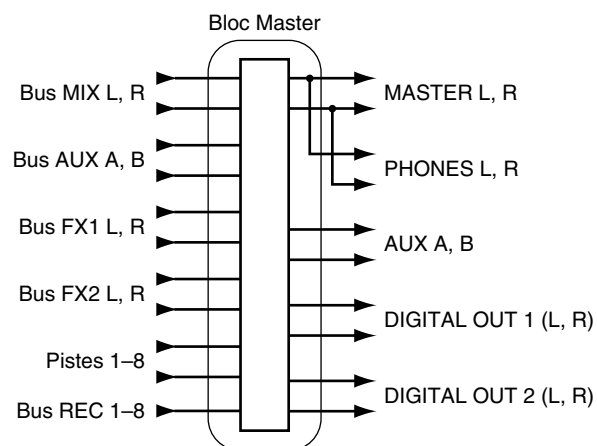 Bloc Master
Bus MIX L, R
Bus AUX A, B
Bus FX1 L, R
Bus FX2 L, R
Pistes 1–8
Bus REC 1–8
MASTER L, R
PHONES L, R
AUX A, B
DIGITAL OUT 1 (L, R)
DIGITAL OUT 2 (L, R)